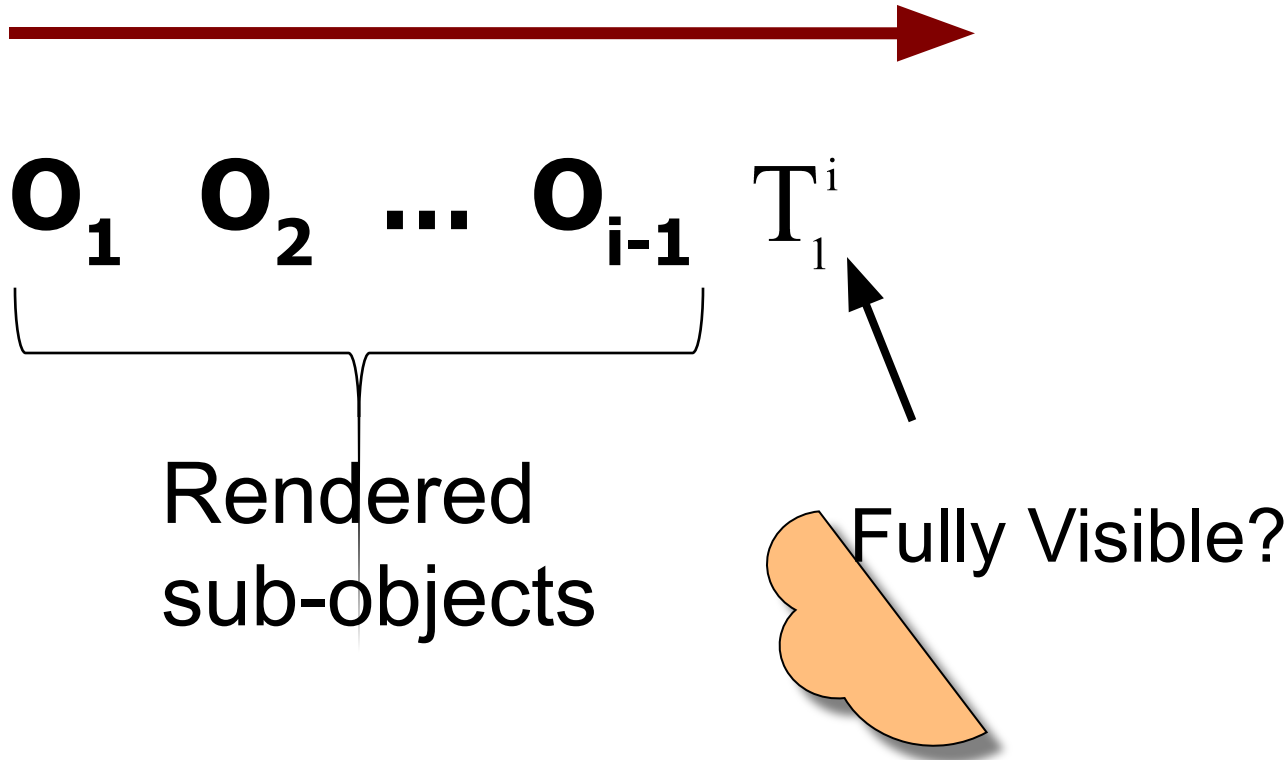 O₁ O₂ ... Oᵢ₋₁ T₁ⁱ
Rendered
sub-objects
Fully Visible?